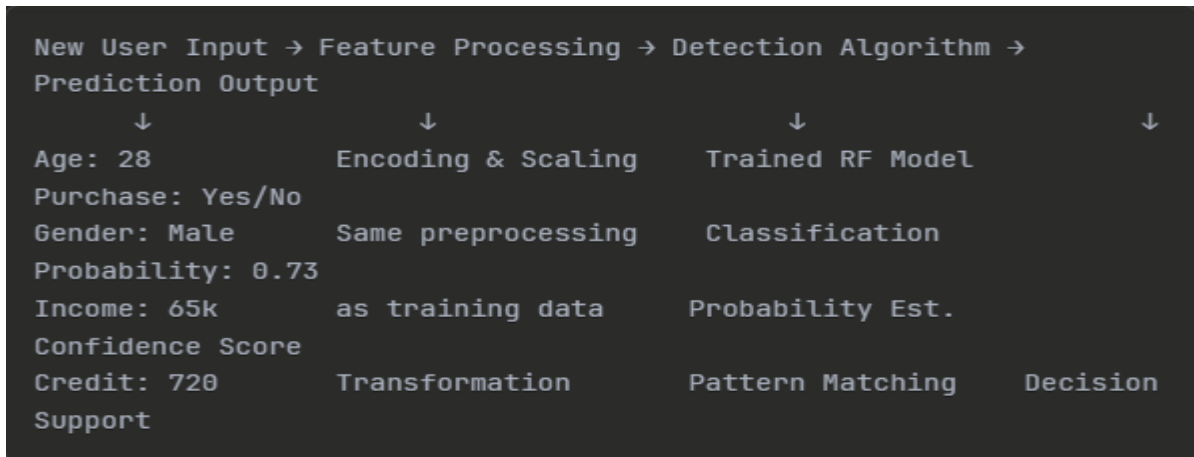 New User Input → Feature Processing → Detection Algorithm →
Prediction Output
↓ ↓ ↓ ↓
Age: 28 Encoding & Scaling Trained RF Model
Purchase: Yes/No
Gender: Male Same preprocessing Classification
Probability: 0.73
Income: 65k as training data Probability Est.
Confidence Score
Credit: 720 Transformation Pattern Matching Decision
Support